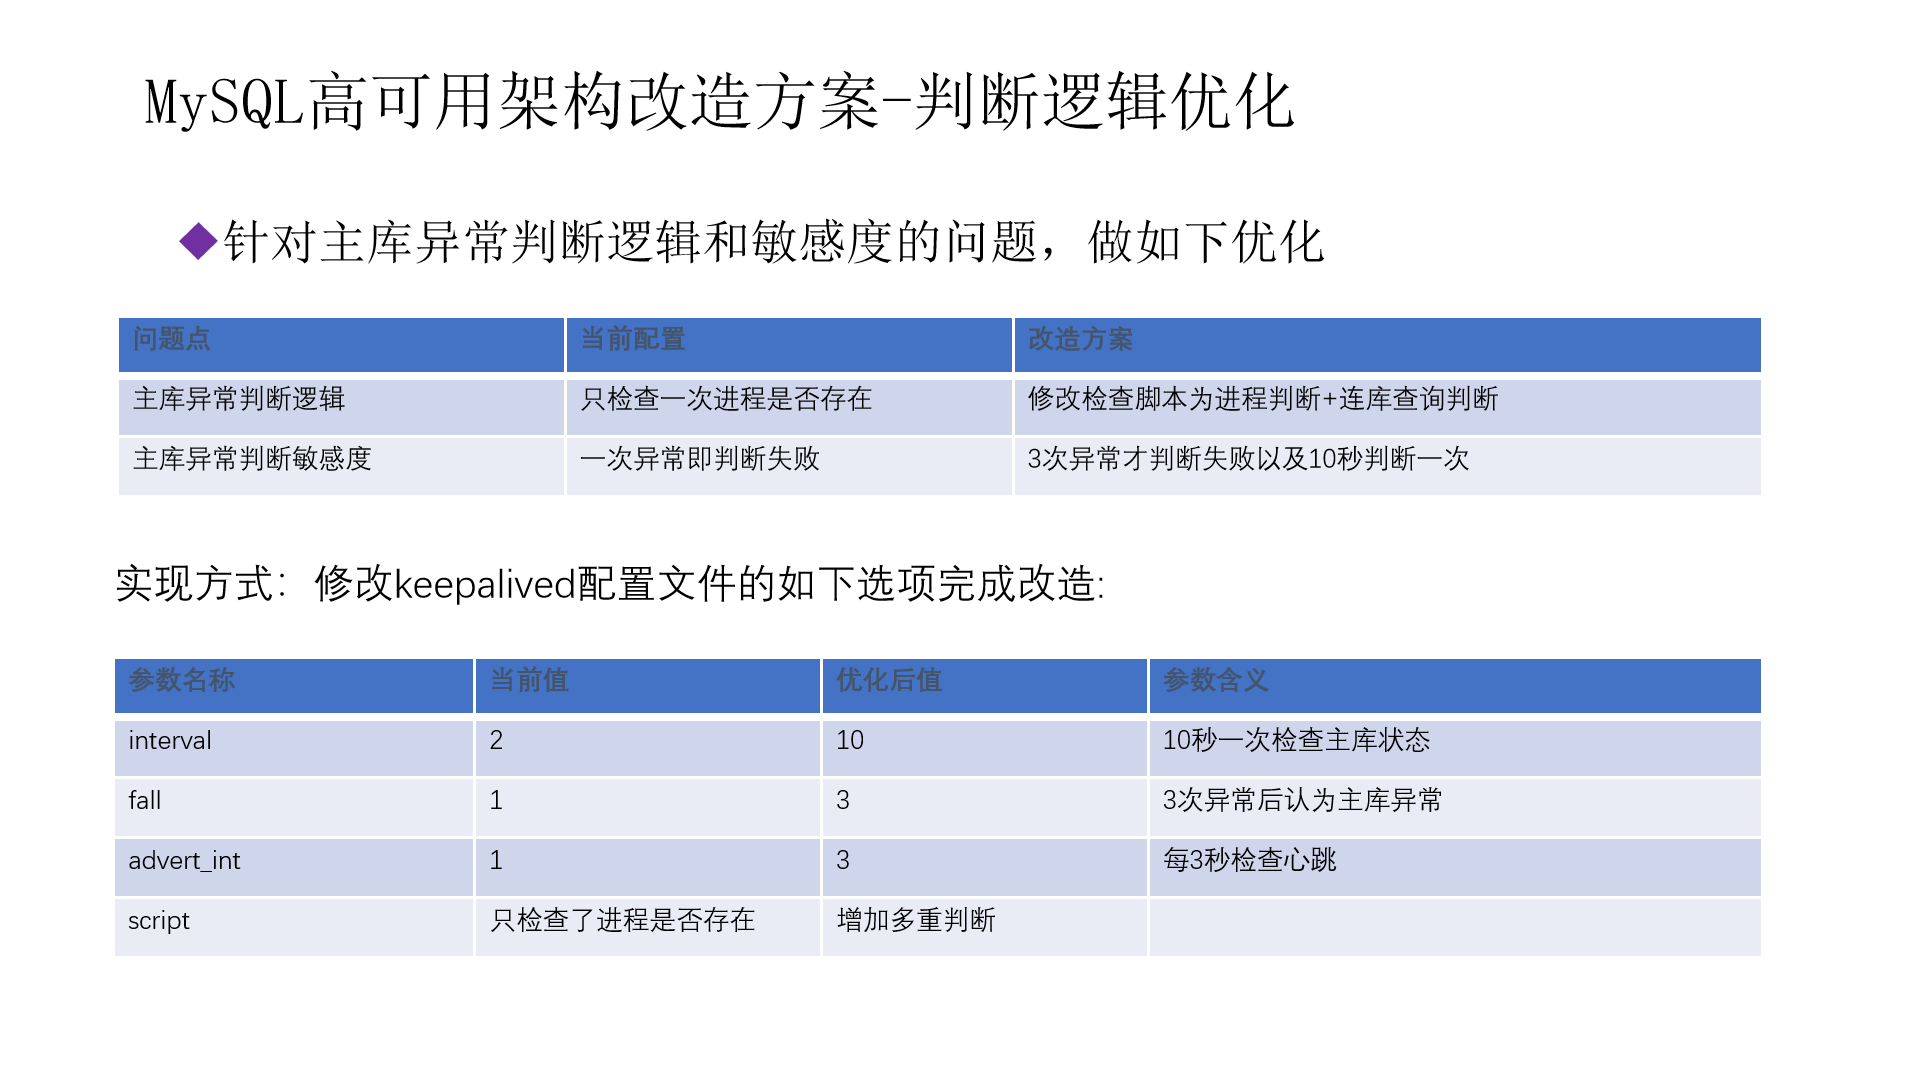 MySQL高可用架构改造方案-判断逻辑优化
针对主库异常判断逻辑和敏感度的问题，做如下优化
问题点 当前配置 改造方案
主库异常判断逻辑 只检查一次进程是否存在 修改检查脚本为进程判断+连库查询判断
主库异常判断敏感度 一次异常即判断失败 3次异常才判断失败以及10秒判断一次
实现方式：修改keepalived配置文件的如下选项完成改造:
参数名称 当前值 优化后值 参数含义
interval 2 10 10秒一次检查主库状态
fall 1 3 3次异常后认为主库异常
advert_int 1 3 每3秒检查心跳
script 只检查了进程是否存在 增加多重判断